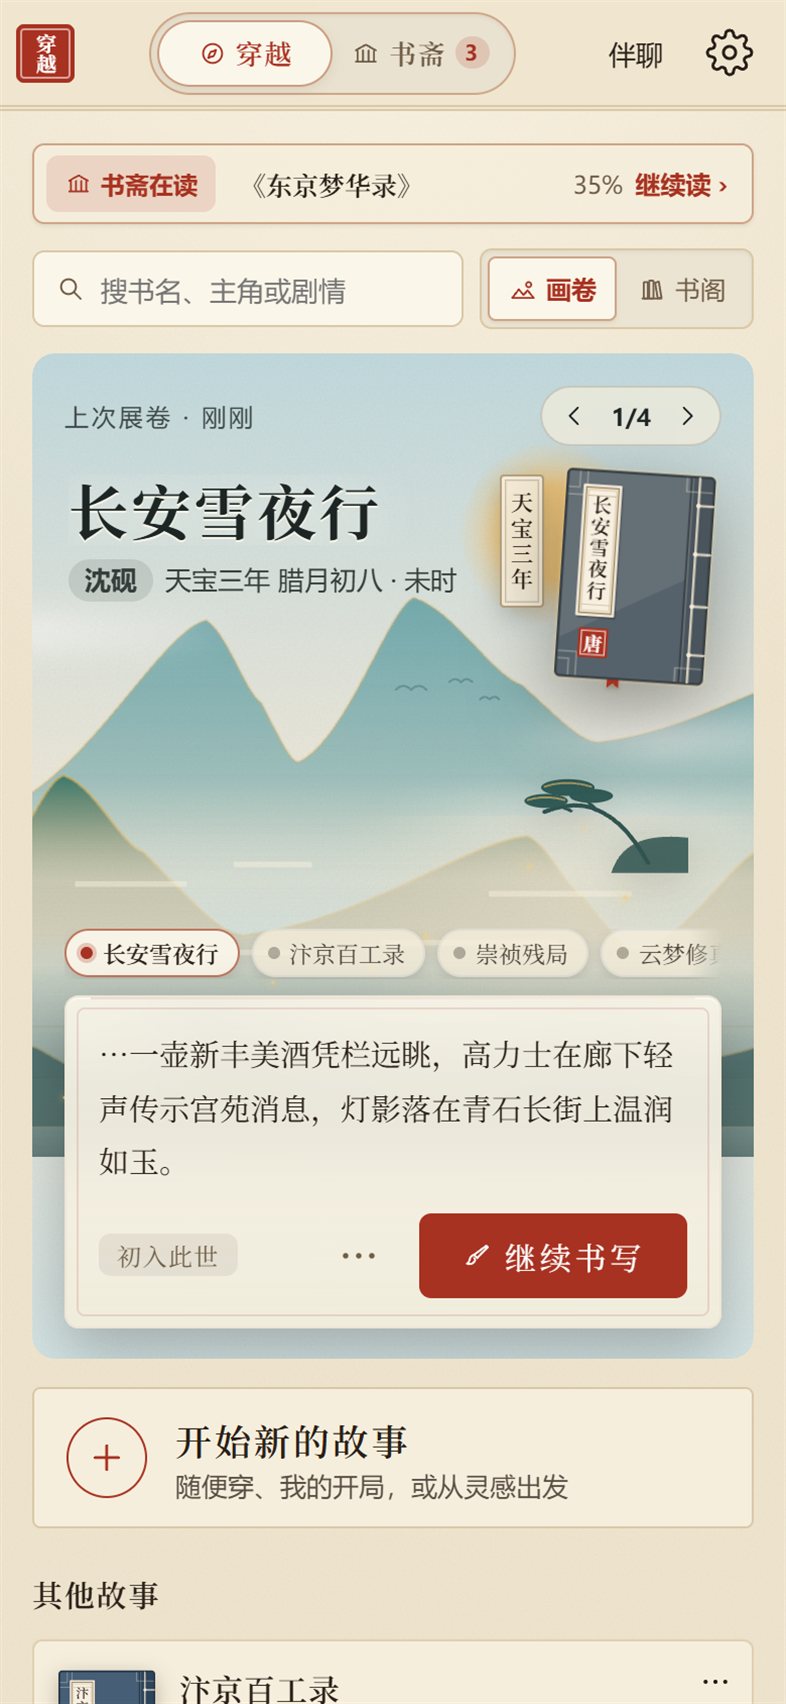 穿越
穿越
书斋 3
伴聊
书斋在读 《东京梦华录》 35% 继续读 ›
搜书名、主角或剧情
画卷
书阁
上次展卷 · 刚刚
1/4
长安雪夜行
沈砚 天宝三年 腊月初八 · 未时
天宝三年
长安雪夜行
唐
长安雪夜行
汴京百工录
崇祯残局
云梦修
…一壶新丰美酒凭栏远眺，高力士在廊下轻
声传示宫苑消息，灯影落在青石长街上温润
如玉。
初入此世
···
继续书写
开始新的故事
随便穿、我的开局，或从灵感出发
其他故事
汴
汴京百工录
···